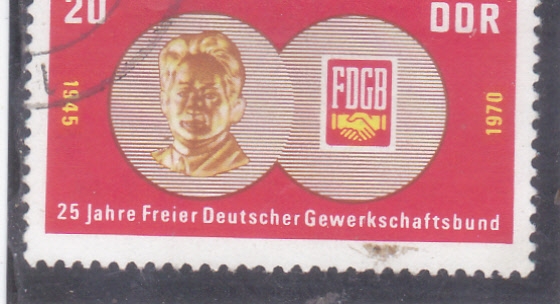 20
DDR
1945
FDGB
1970
25 Jahre Freier Deutscher Gewerkschaftsbund